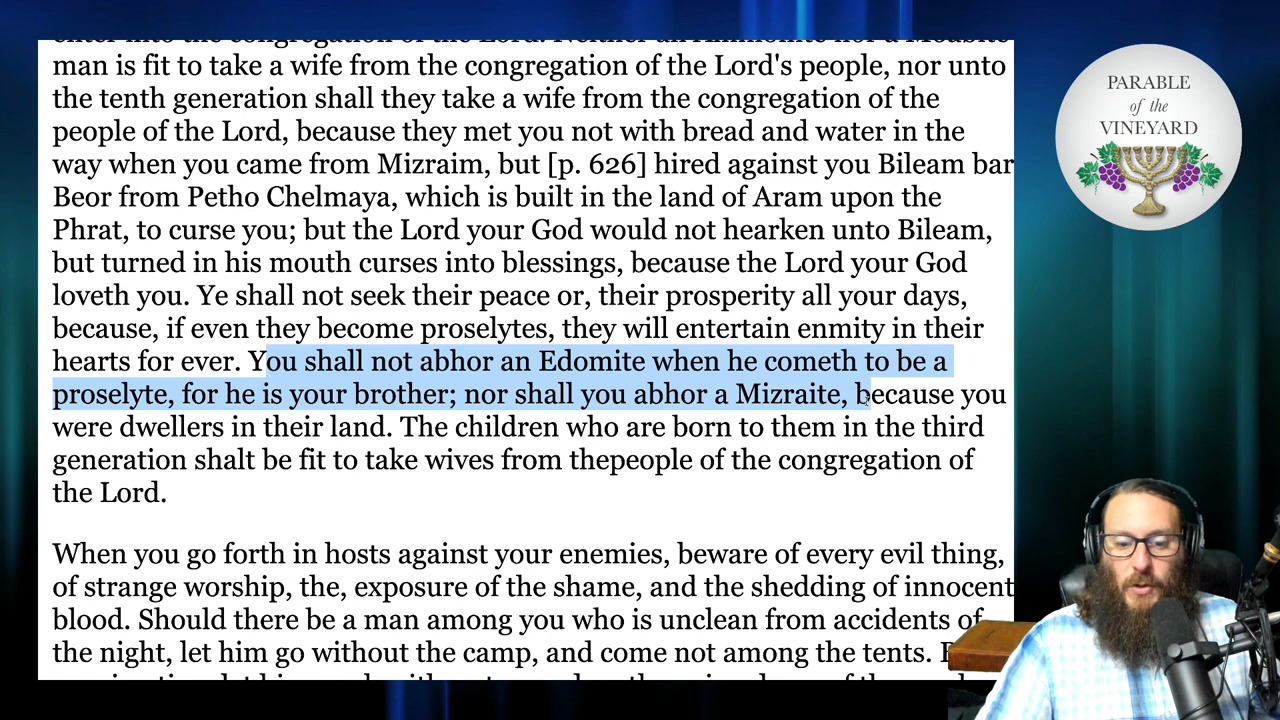 man is fit to take a wife from the congregation of the Lord's people, nor unto
the tenth generation shall they take a wife from the congregation of the
people of the Lord, because they met you not with bread and water in the
way when you came from Mizraim, but [p. 626] hired against you Bileam bar
Beor from Petho Chelmaya, which is built in the land of Aram upon the
Phrat, to curse you; but the Lord your God would not hearken unto Bileam,
but turned in his mouth curses into blessings, because the Lord your God
loveth you. Ye shall not seek their peace or, their prosperity all your days,
because, if even they become proselytes, they will entertain enmity in their
hearts for ever. You shall not abhor an Edomite when he cometh to be a
proselyte, for he is your brother; nor shall you abhor a Mizraite, because you
were dwellers in their land. The children who are born to them in the third
generation shalt be fit to take wives from thepeople of the congregation of
the Lord.
When you go forth in hosts against your enemies, beware of every evil thing,
of strange worship, the, exposure of the shame, and the shedding of innocent
blood. Should there be a man among you who is unclean from accidents of
the night, let him go without the camp, and come not among the tents.
PARABLE
of the
VINEYARD